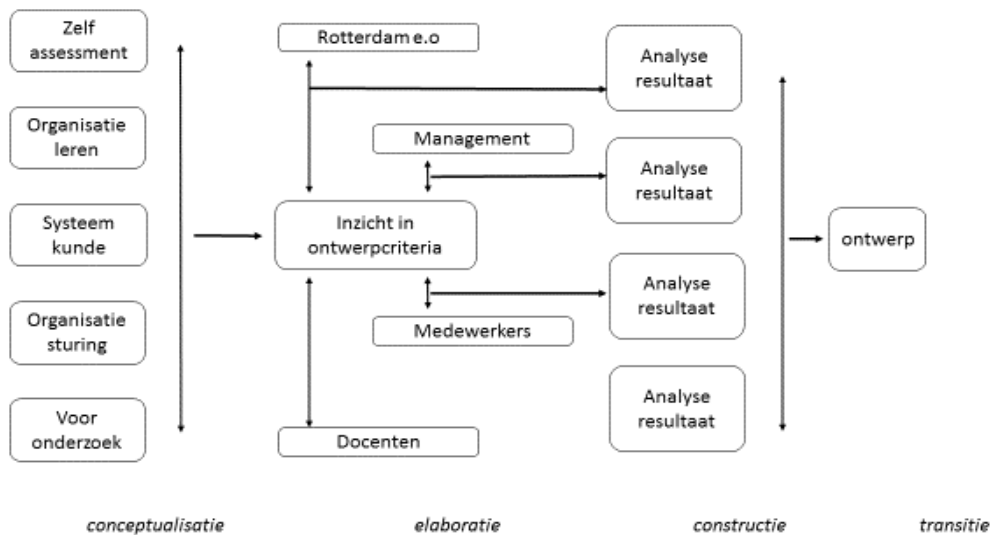 Zelf
assessment
Organisatie
leren
Systeem
kunde
Organisatie
sturing
Voor
onderzoek
Rotterdam e.o
Management
Inzicht in
ontwerpcriteria
Medewerkers
Docenten
Analyse
resultaat
Analyse
resultaat
Analyse
resultaat
Analyse
resultaat
ontwerp
conceptualisatie
elaboratie
constructie
transitie